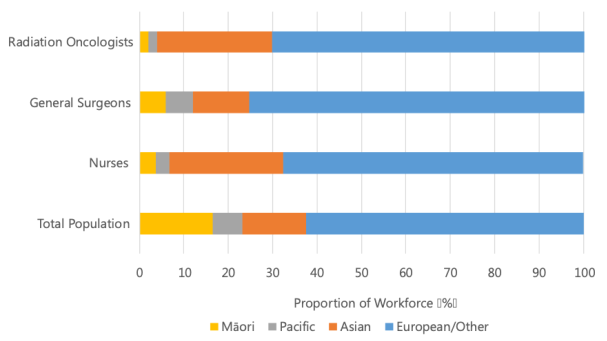 Radiation Oncologists
General Surgeons
Nurses
Total Population
0 10 20 30 40 50 60 70 80 90 100
Proportion of Workforce ▯%▯
Māori Pacific Asian European/Other